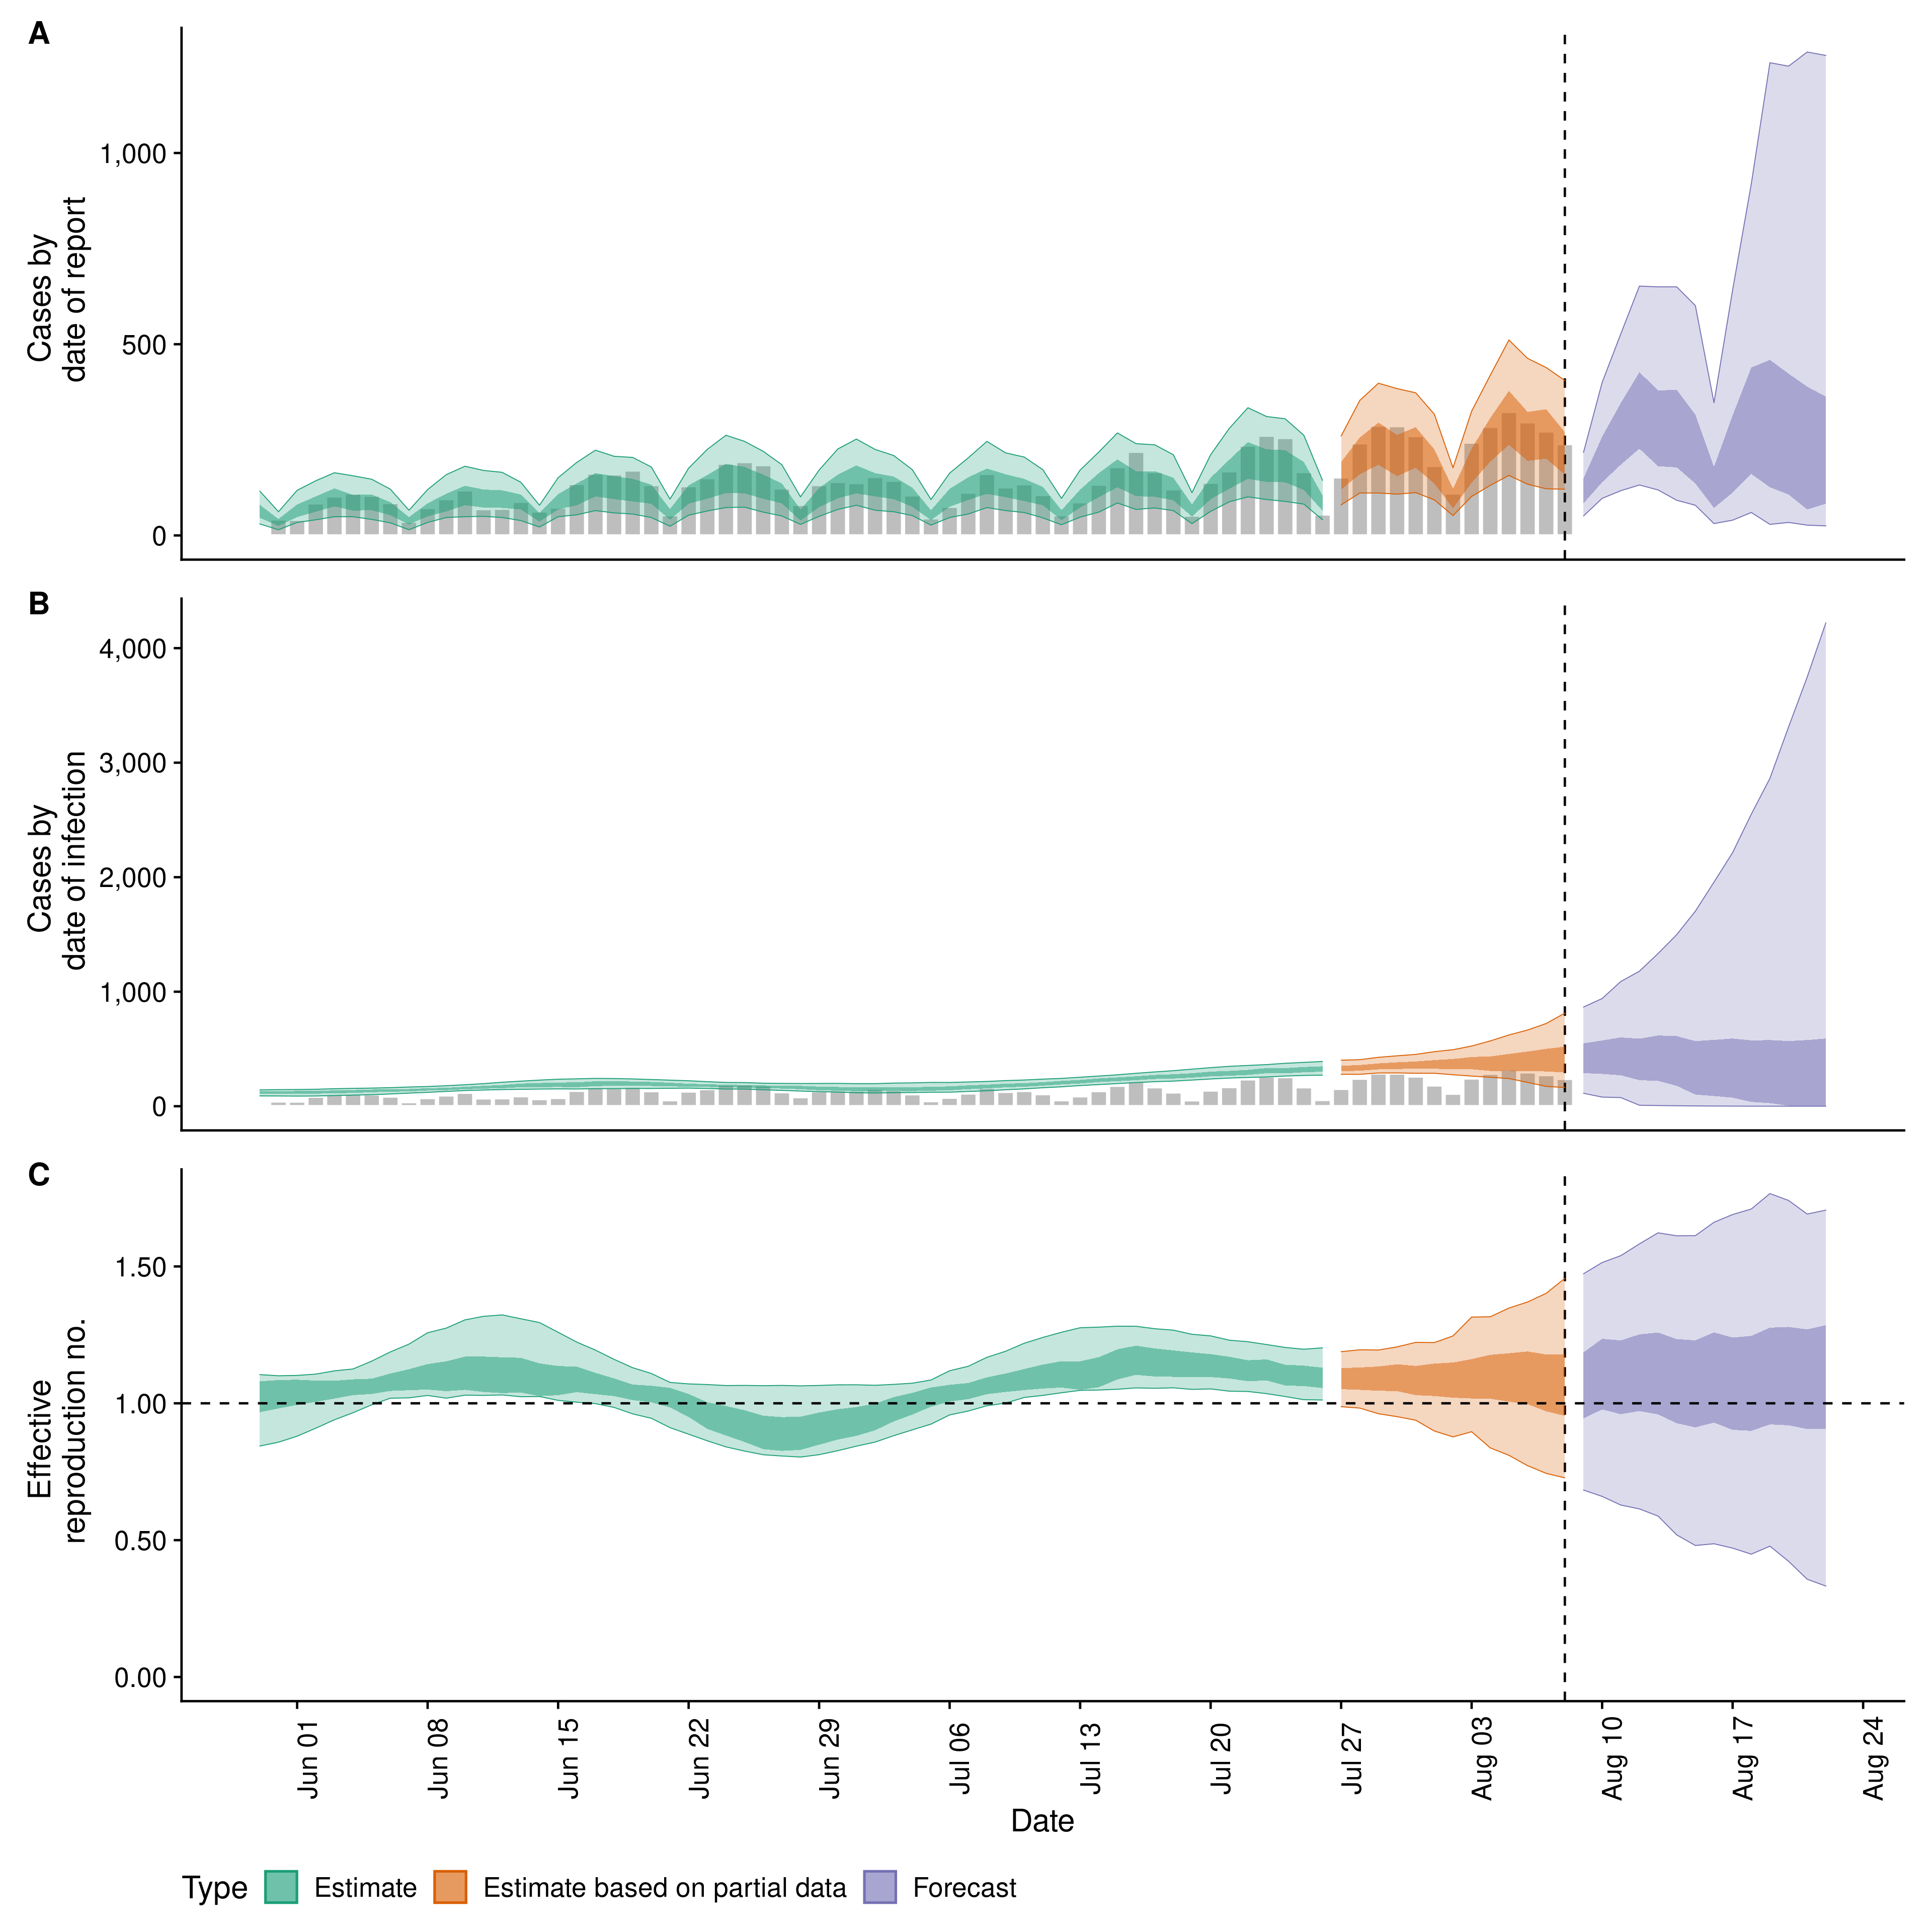 A
Cases by
date of report
1,000
500
0
B
Cases by
date of infection
4,000
3,000
2,000
1,000
0
C
Effective
reproduction no.
1.50
1.00
0.50
0.00
Jun 01
Jun 08
Jun 15
Jun 22
Jun 29
Jul 06
Jul 13
Jul 20
Jul 27
Aug 03
Aug 10
Aug 17
Aug 24
Date
Type Estimate Estimate based on partial data Forecast